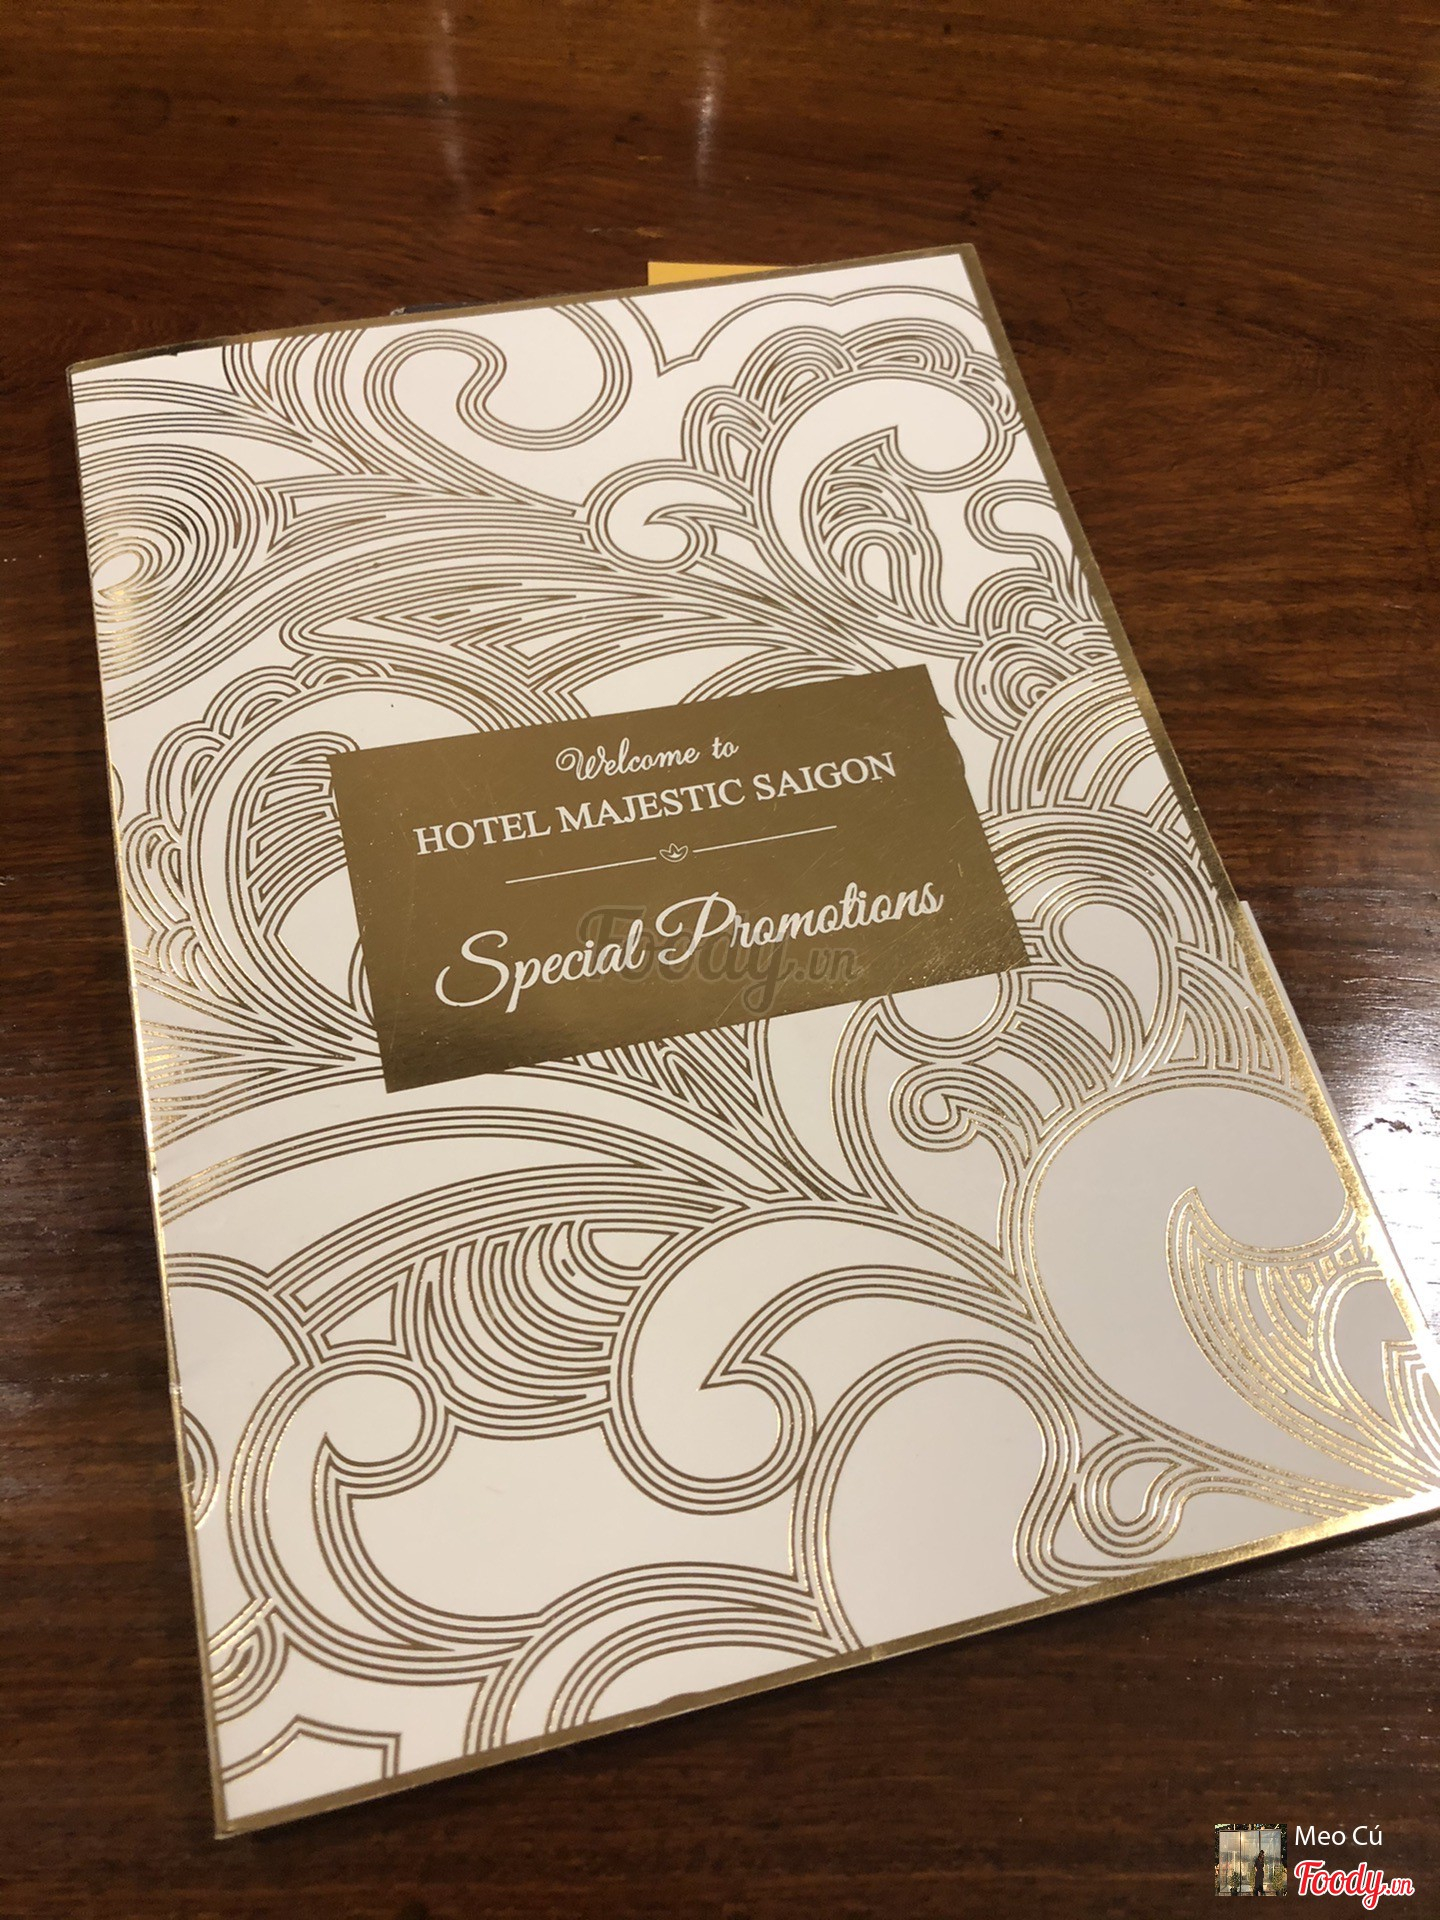 Welcome to
HOTEL MAJESTIC SAIGON
Special Promotions
Foody.vn
Meo Cú
Foody.vn